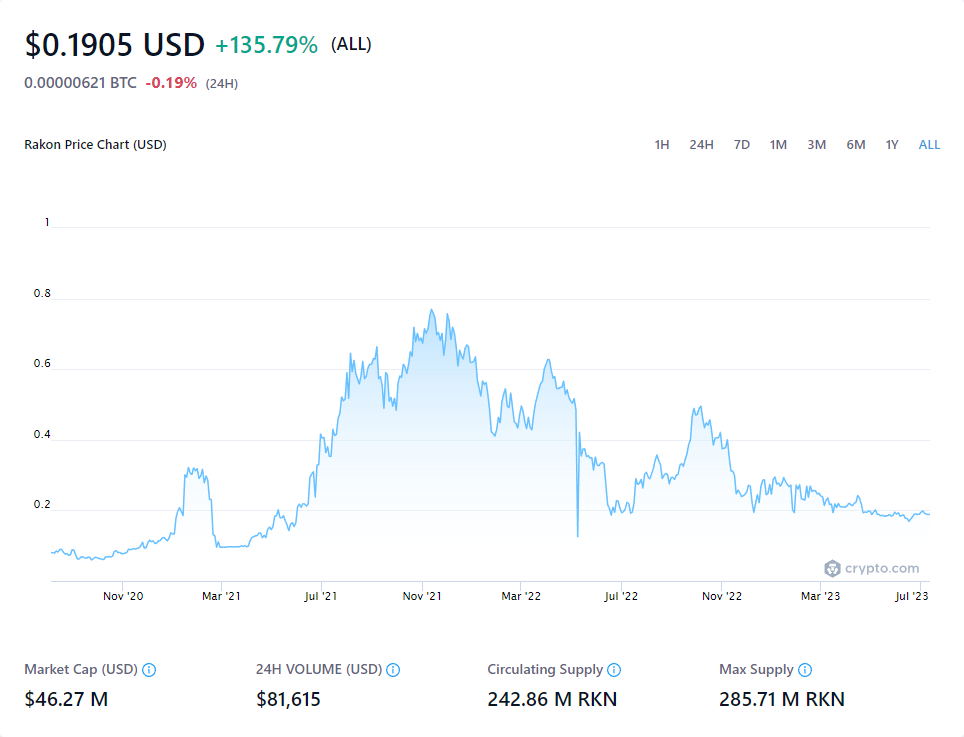 $0.1905 USD +135.79% (ALL)
0.00000621 BTC -0.19% (24H)
Rakon Price Chart (USD) 1H 24H 7D 1M 3M 6M 1Y ALL
1
0.8
0.6
0.4
0.2
crypto.com
Nov '20 Mar '21 Jul '21 Nov '21 Mar '22 Jul '22 Nov '22 Mar '23 Jul '23
Market Cap (USD) 24H VOLUME (USD) Circulating Supply Max Supply
$46.27 M $81,615 242.86 M RKN 285.71 M RKN